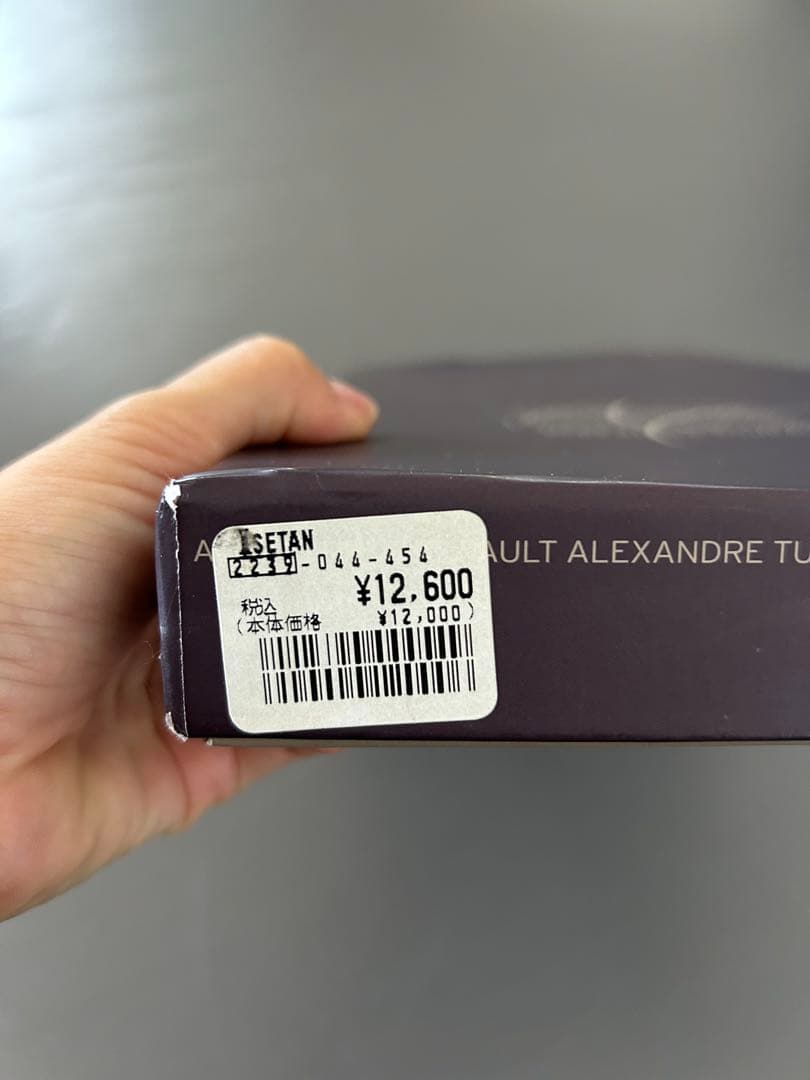 ISETAN
2239-044-454
¥12,600
税込
(本体価格 ¥12,000)
A AULT ALEXANDRE TU